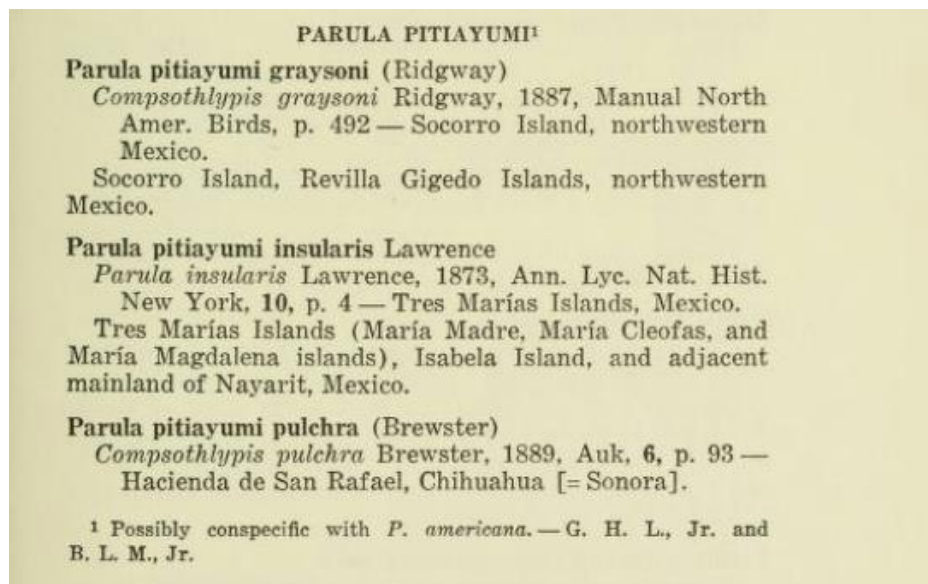 PARULA PITIAYUMI¹
Parula pitiayumi graysoni (Ridgway)
Compsothlypis graysoni Ridgway, 1887, Manual North
Amer. Birds, p. 492 — Socorro Island, northwestern
Mexico.
Socorro Island, Revilla Gigedo Islands, northwestern
Mexico.
Parula pitiayumi insularis Lawrence
Parula insularis Lawrence, 1873, Ann. Lyc. Nat. Hist.
New York, 10, p. 4 — Tres Marías Islands, Mexico.
Tres Marías Islands (María Madre, María Cleofas, and
María Magdalena islands), Isabela Island, and adjacent
mainland of Nayarit, Mexico.
Parula pitiayumi pulchra (Brewster)
Compsothlypis pulchra Brewster, 1889, Auk, 6, p. 93 —
Hacienda de San Rafael, Chihuahua [= Sonora].
¹ Possibly conspecific with P. americana. — G. H. L., Jr. and
B. L. M., Jr.